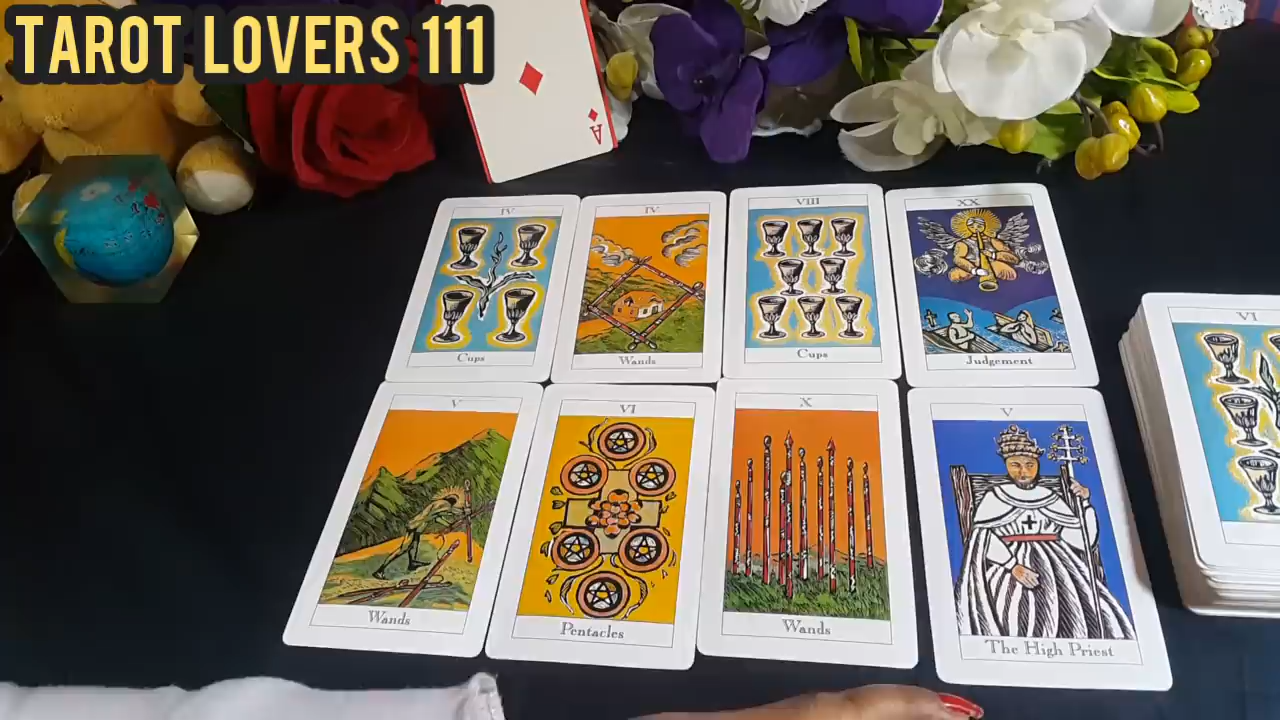 TAROT LOVERS 111
A
IV
Cups
IV
Wands
VIII
Cups
XX
Judgement
VI
V
Wands
VI
Pentacles
X
Wands
V
The High Priest